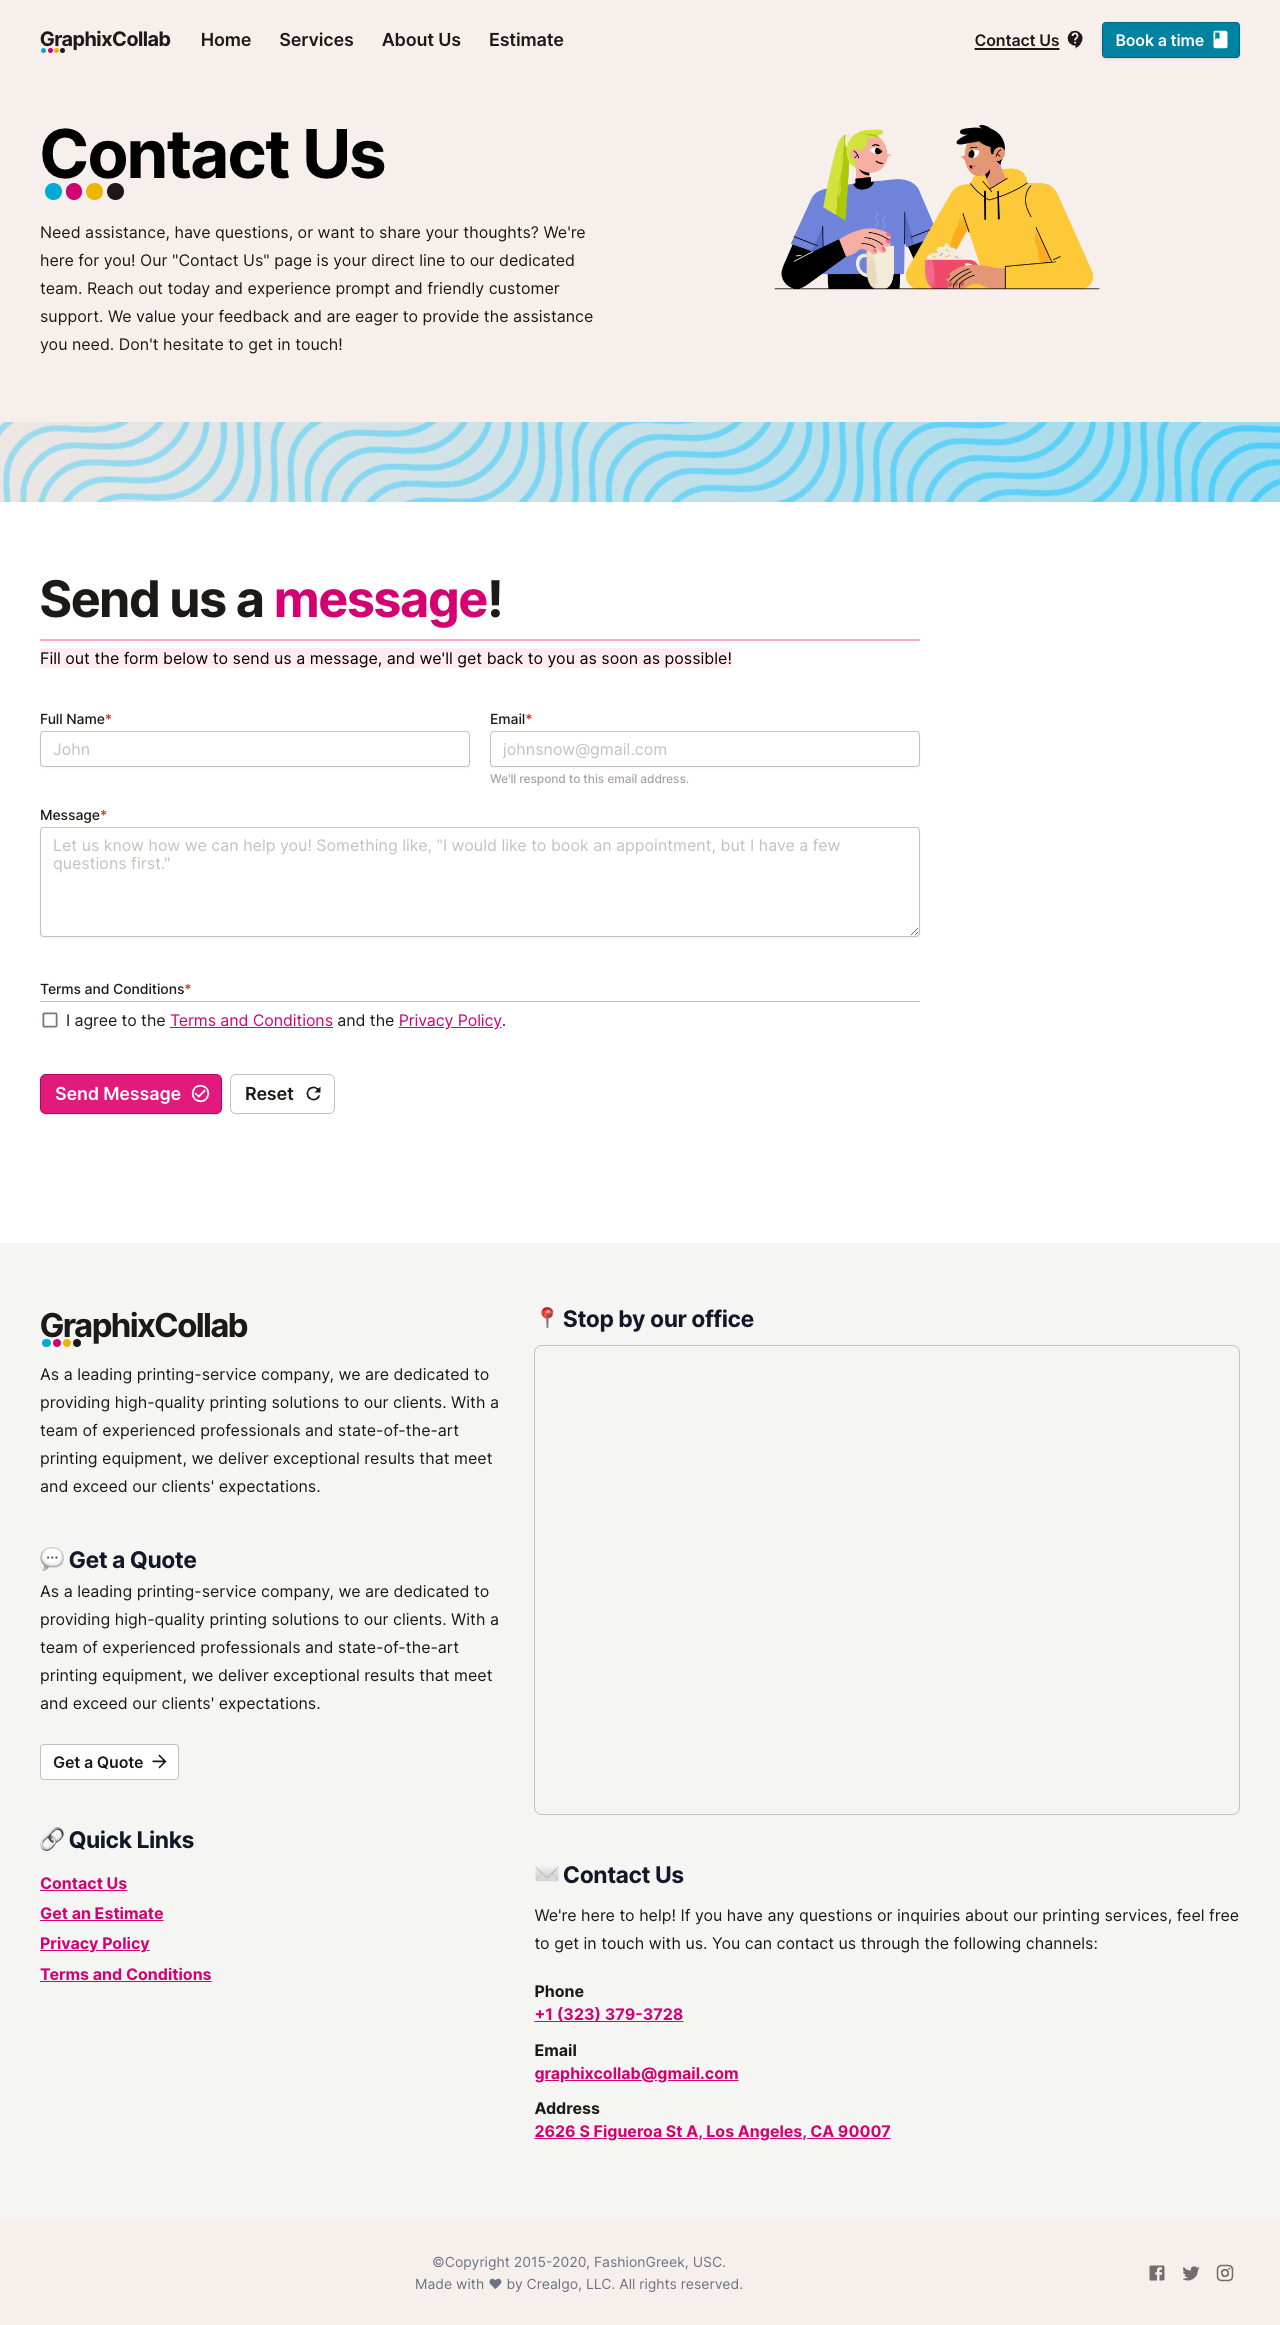 GraphixCollab Home Services About Us Estimate Contact Us Book a time
Contact Us
Need assistance, have questions, or want to share your thoughts? We're
here for you! Our "Contact Us" page is your direct line to our dedicated
team. Reach out today and experience prompt and friendly customer
support. We value your feedback and are eager to provide the assistance
you need. Don't hesitate to get in touch!
Send us a message!
Fill out the form below to send us a message, and we'll get back to you as soon as possible!
Full Name* Email*
John johnsnow@gmail.com
We'll respond to this email address.
Message*
Let us know how we can help you! Something like, "I would like to book an appointment, but I have a few
questions first."
Terms and Conditions*
I agree to the Terms and Conditions and the Privacy Policy.
Send Message Reset
GraphixCollab
As a leading printing-service company, we are dedicated to
providing high-quality printing solutions to our clients. With a
team of experienced professionals and state-of-the-art
printing equipment, we deliver exceptional results that meet
and exceed our clients' expectations.
💬 Get a Quote
As a leading printing-service company, we are dedicated to
providing high-quality printing solutions to our clients. With a
team of experienced professionals and state-of-the-art
printing equipment, we deliver exceptional results that meet
and exceed our clients' expectations.
Get a Quote →
🔗 Quick Links
Contact Us
Get an Estimate
Privacy Policy
Terms and Conditions
📍 Stop by our office
✉️ Contact Us
We're here to help! If you have any questions or inquiries about our printing services, feel free
to get in touch with us. You can contact us through the following channels:
Phone
+1 (323) 379-3728
Email
graphixcollab@gmail.com
Address
2626 S Figueroa St A, Los Angeles, CA 90007
©Copyright 2015-2020, FashionGreek, USC.
Made with ♥ by Crealgo, LLC. All rights reserved.